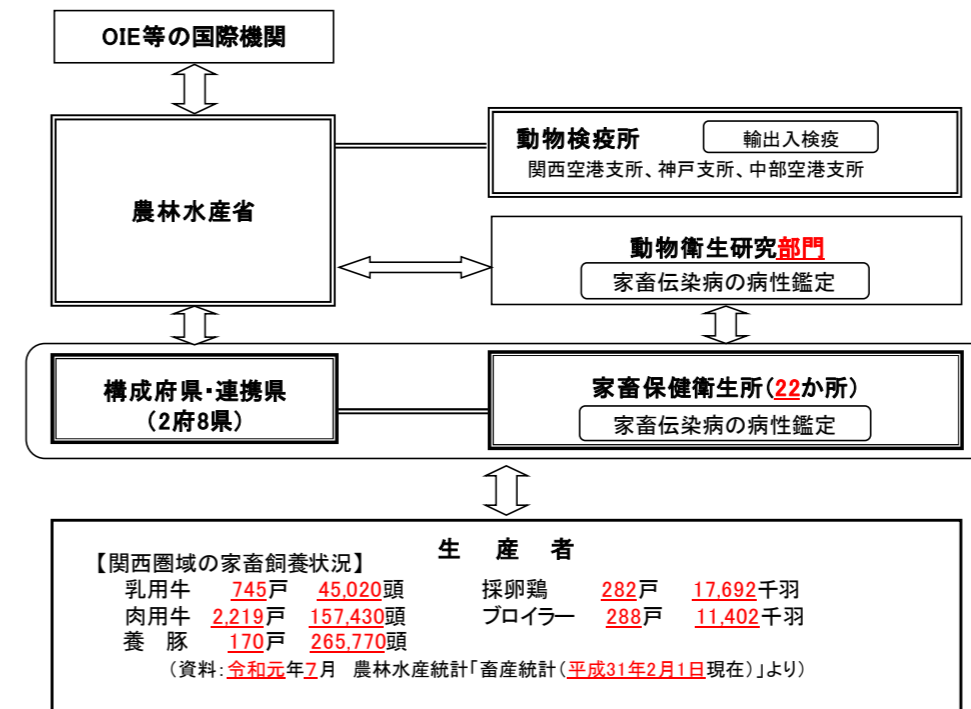 OIE等の国際機関
農林水産省
動物検疫所 輸出入検疫
関西空港支所、神戸支所、中部空港支所
動物衛生研究部門
家畜伝染病の病性鑑定
構成府県・連携県
(2府8県)
家畜保健衛生所(22か所)
家畜伝染病の病性鑑定
生 産 者
【関西圏域の家畜飼養状況】
乳用牛 745戸 45,020頭 採卵鶏 282戸 17,692千羽
肉用牛 2,219戸 157,430頭 ブロイラー 288戸 11,402千羽
養 豚 170戸 265,770頭
(資料:令和元年7月 農林水産統計「畜産統計(平成31年2月1日現在)」より)